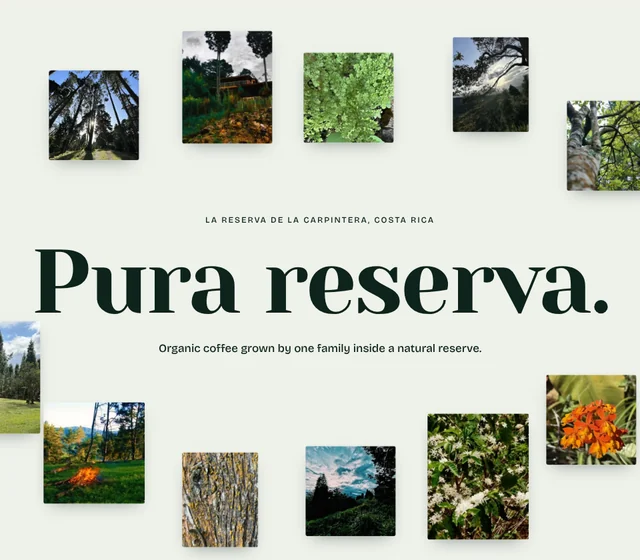 LA RESERVA DE LA CARPINTERA, COSTA RICA
Pura reserva.
Organic coffee grown by one family inside a natural reserve.